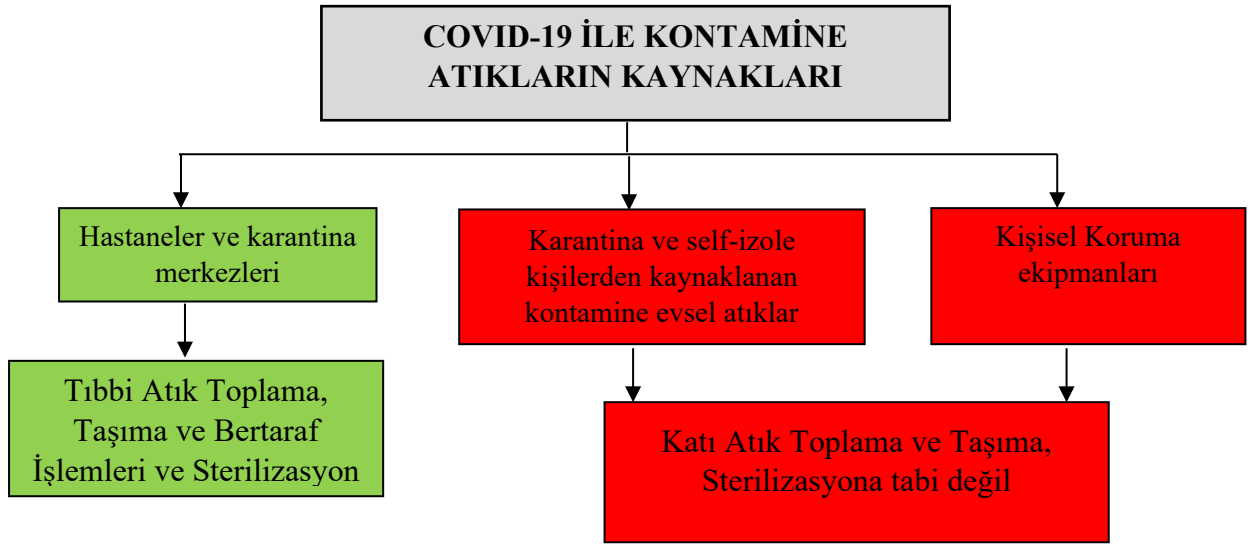 COVID-19 İLE KONTAMİNE
ATIKLARIN KAYNAKLARI
Hastaneler ve karantina
merkezleri
Karantina ve self-izole
kişilerden kaynaklanan
kontamine evsel atıklar
Kişisel Koruma
ekipmanları
Tıbbi Atık Toplama,
Taşıma ve Bertaraf
İşlemleri ve Sterilizasyon
Katı Atık Toplama ve Taşıma,
Sterilizasyona tabi değil